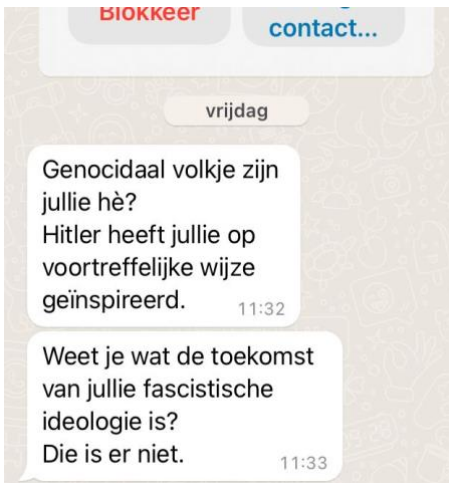 Blokkeer
contact...
vrijdag
Genocidaal volkje zijn
jullie hè?
Hitler heeft jullie op
voortreffelijke wijze
geïnspireerd.
11:32
Weet je wat de toekomst
van jullie fascistische
ideologie is?
Die is er niet.
11:33